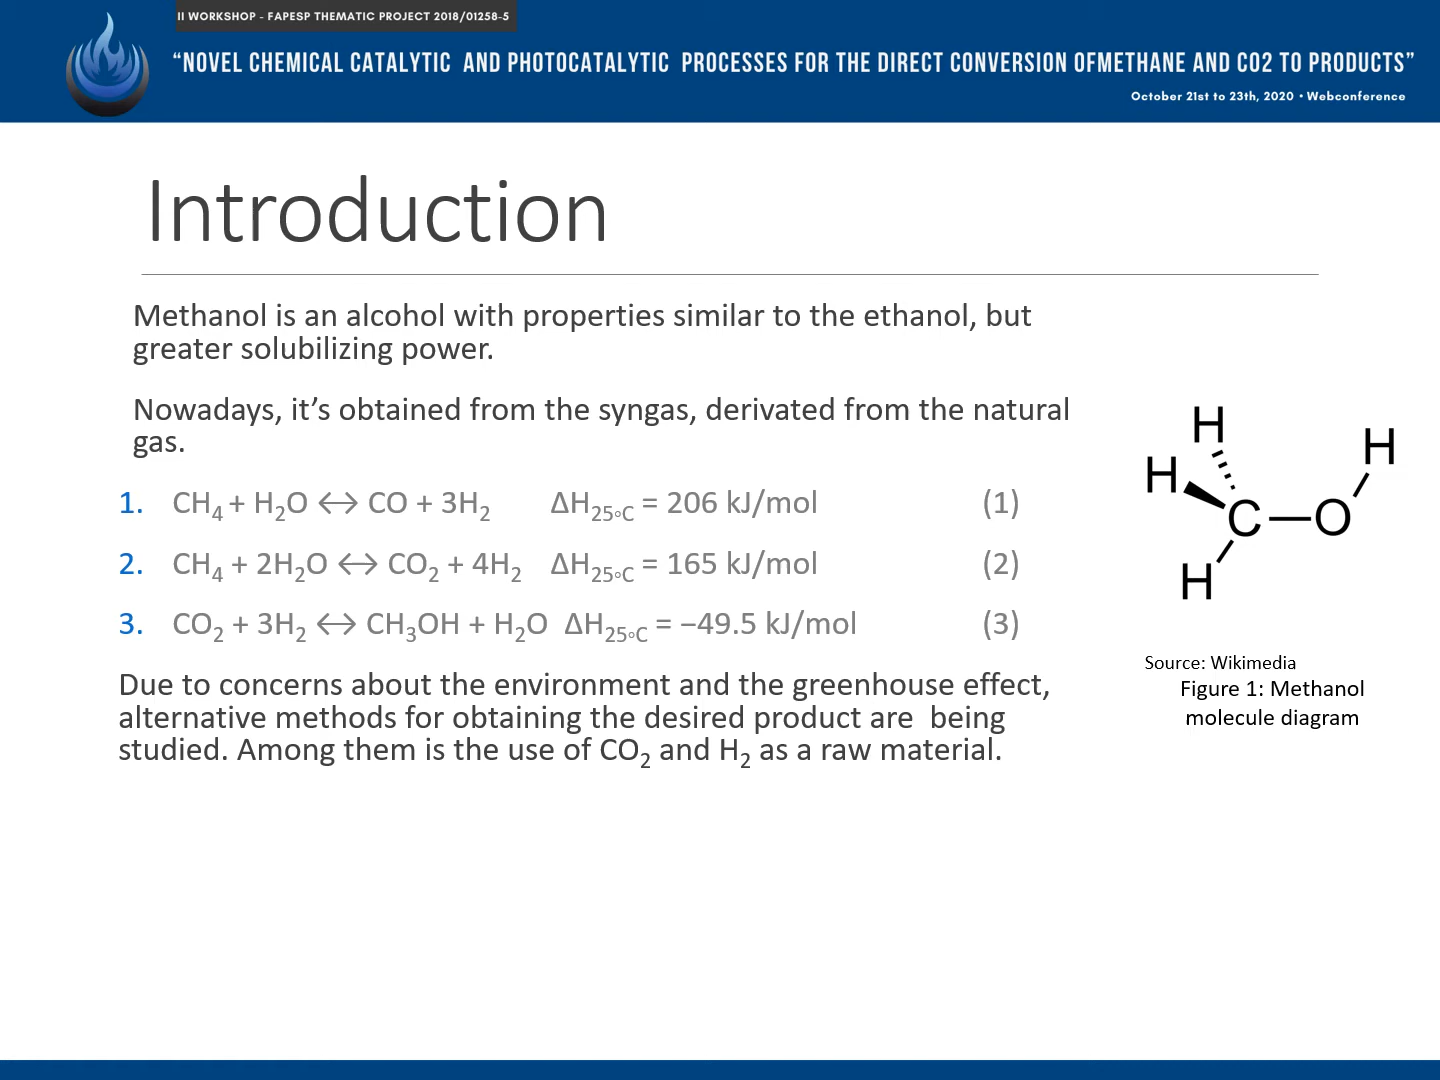 II WORKSHOP - FAPESP THEMATIC PROJECT 2018/01258-5
“NOVEL CHEMICAL CATALYTIC AND PHOTOCATALYTIC PROCESSES FOR THE DIRECT CONVERSION OFMETHANE AND CO2 TO PRODUCTS”
October 21st to 23th, 2020 • Webconference
Introduction
Methanol is an alcohol with properties similar to the ethanol, but
greater solubilizing power.
Nowadays, it’s obtained from the syngas, derivated from the natural
gas.
1. CH₄ + H₂O ↔ CO + 3H₂ ΔH₂₅∘C = 206 kJ/mol (1)
2. CH₄ + 2H₂O ↔ CO₂ + 4H₂ ΔH₂₅∘C = 165 kJ/mol (2)
3. CO₂ + 3H₂ ↔ CH₃OH + H₂O ΔH₂₅∘C = −49.5 kJ/mol (3)
Due to concerns about the environment and the greenhouse effect,
alternative methods for obtaining the desired product are being
studied. Among them is the use of CO₂ and H₂ as a raw material.
H
H
H
C
O
H
Source: Wikimedia
Figure 1: Methanol
molecule diagram